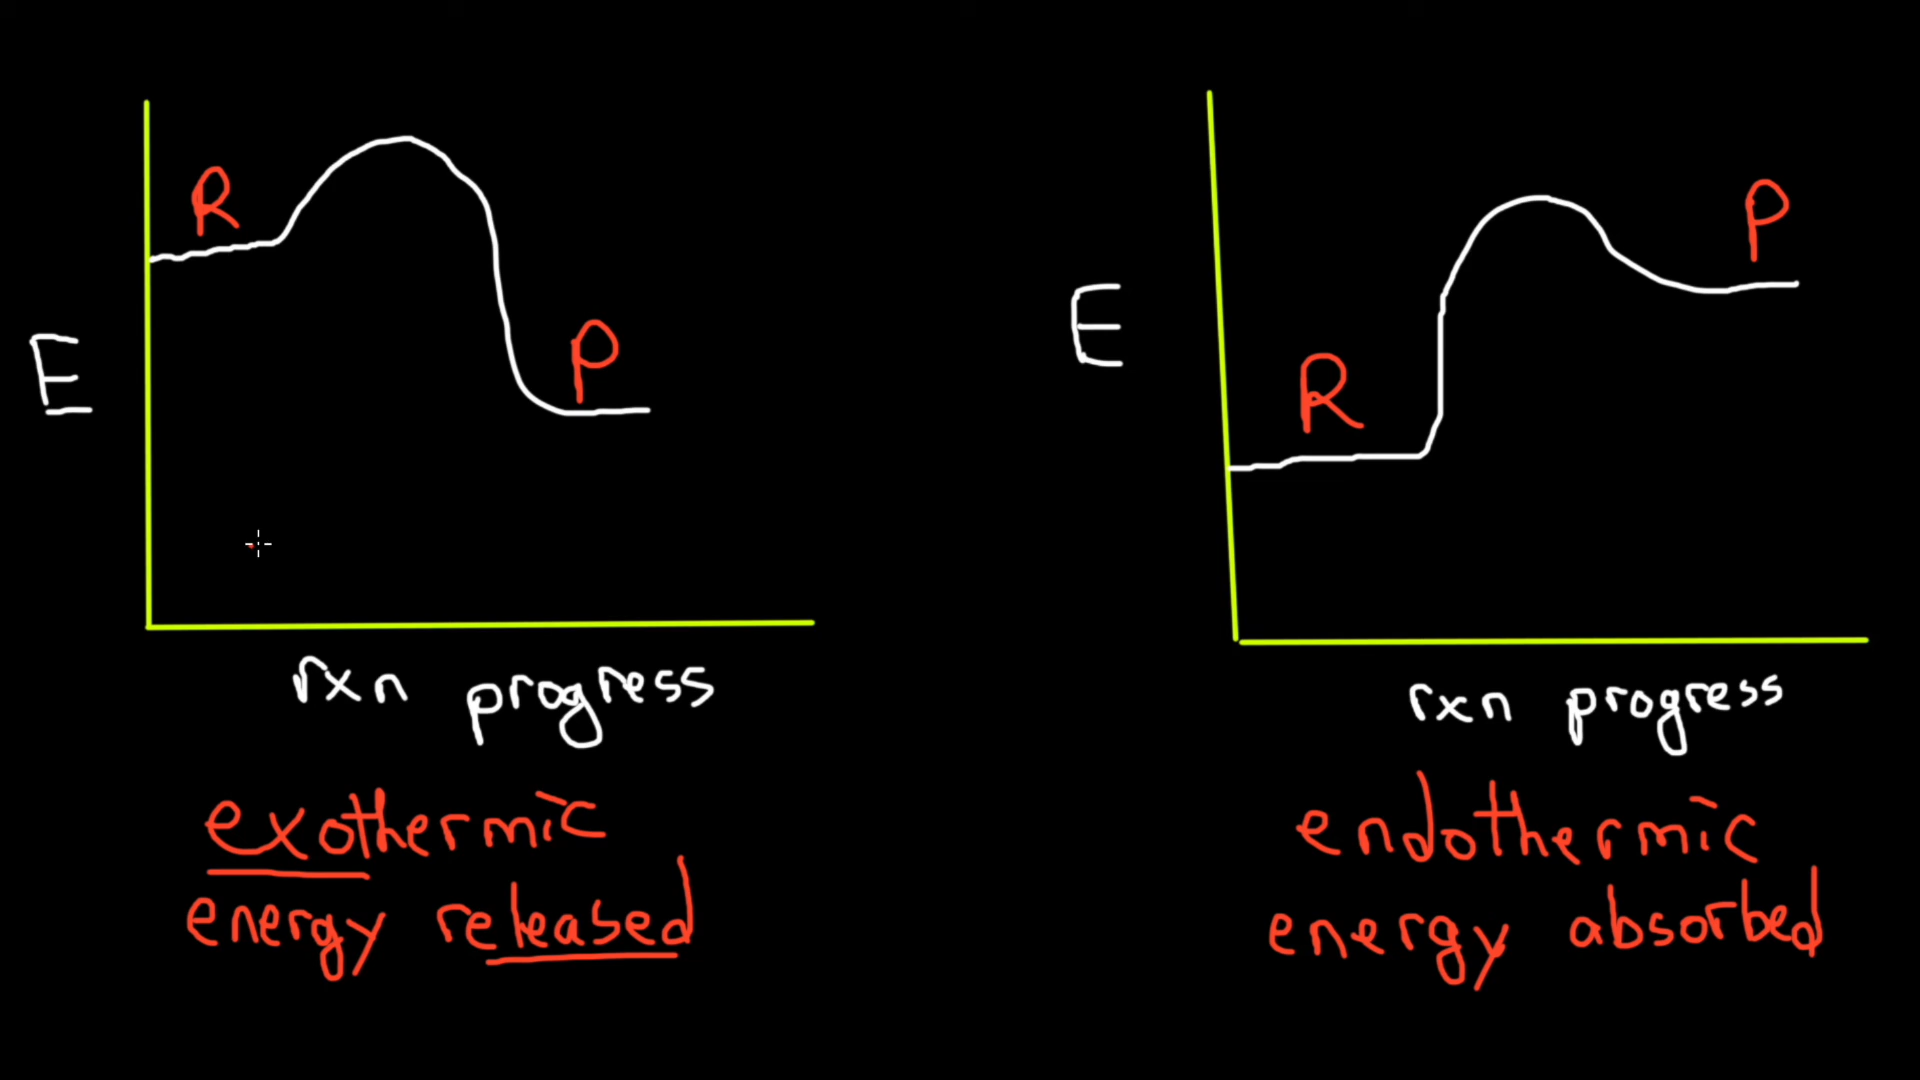 R
P
E
rxn progress
exothermic
energy released
P
E
R
rxn progress
endothermic
energy absorbed